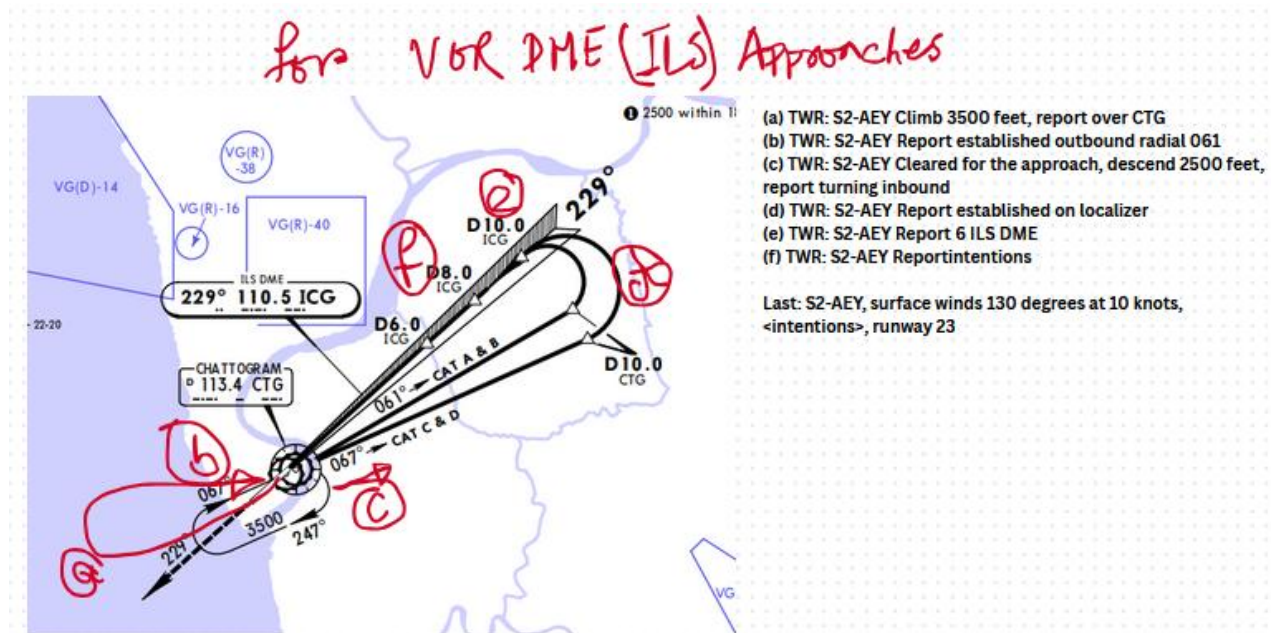 for VOR DME (ILS) Approaches
❶ 2500 within 1
VG(R)
-38
VG(D)-14
VG(R)-16
VG(R)-40
229°
D10.0
ICG
e
f
D8.0
ICG
d
ILS DME
229° 110.5 ICG
22-20
D6.0
ICG
CHATTOGRAM
D 113.4 CTG
D10.0
CTG
061° CAT A & B
067° CAT C & D
b
067°
c
3500
247°
229°
a
VG
(a) TWR: S2-AEY Climb 3500 feet, report over CTG
(b) TWR: S2-AEY Report established outbound radial 061
(c) TWR: S2-AEY Cleared for the approach, descend 2500 feet,
report turning inbound
(d) TWR: S2-AEY Report established on localizer
(e) TWR: S2-AEY Report 6 ILS DME
(f) TWR: S2-AEY Reportintentions
Last: S2-AEY, surface winds 130 degrees at 10 knots,
<intentions>, runway 23